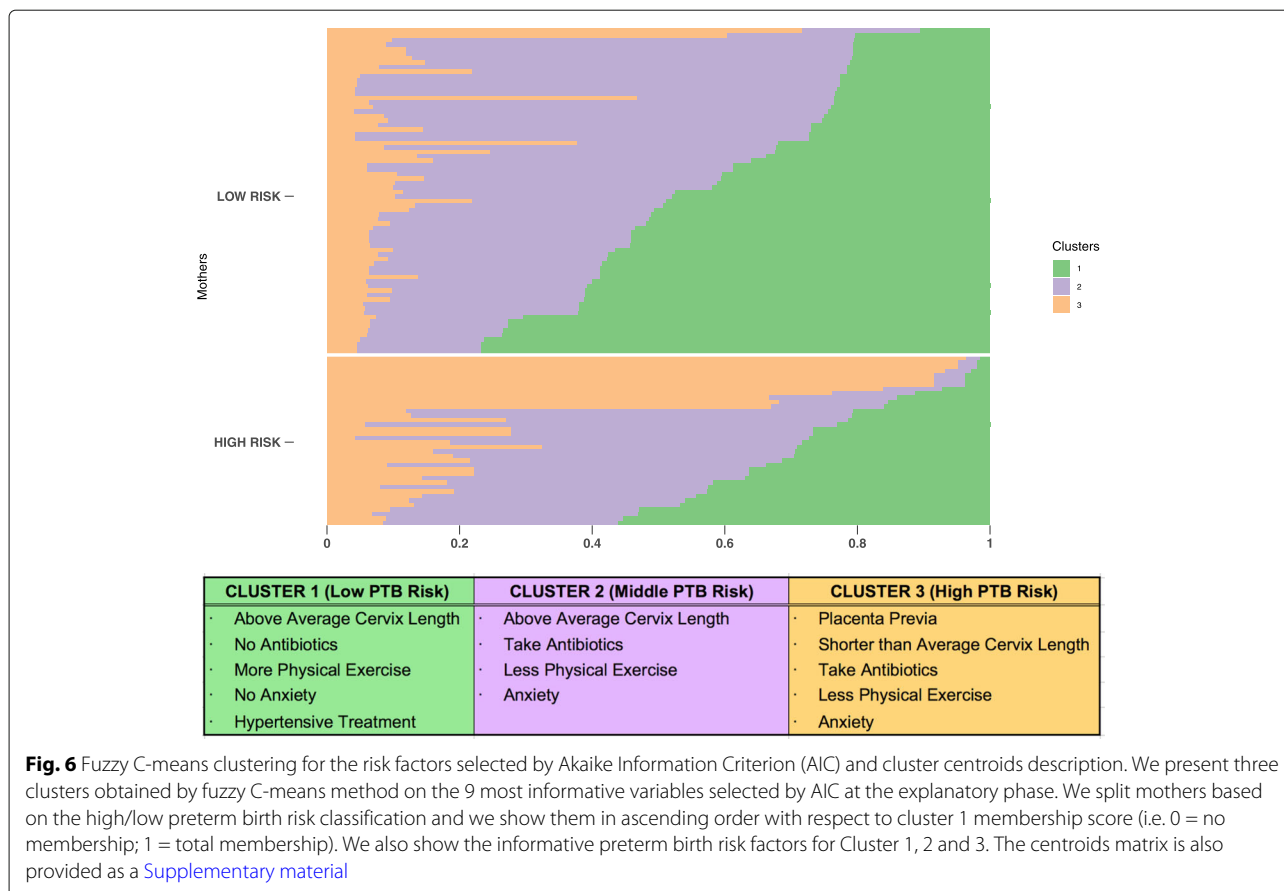 LOW RISK
Mothers
HIGH RISK
0 0.2 0.4 0.6 0.8 1
Clusters
1
2
3
CLUSTER 1 (Low PTB Risk)
· Above Average Cervix Length
· No Antibiotics
· More Physical Exercise
· No Anxiety
· Hypertensive Treatment
CLUSTER 2 (Middle PTB Risk)
· Above Average Cervix Length
· Take Antibiotics
· Less Physical Exercise
· Anxiety
CLUSTER 3 (High PTB Risk)
· Placenta Previa
· Shorter than Average Cervix Length
· Take Antibiotics
· Less Physical Exercise
· Anxiety
Fig. 6 Fuzzy C-means clustering for the risk factors selected by Akaike Information Criterion (AIC) and cluster centroids description. We present three
clusters obtained by fuzzy C-means method on the 9 most informative variables selected by AIC at the explanatory phase. We split mothers based
on the high/low preterm birth risk classification and we show them in ascending order with respect to cluster 1 membership score (i.e. 0 = no
membership; 1 = total membership). We also show the informative preterm birth risk factors for Cluster 1, 2 and 3. The centroids matrix is also
provided as a Supplementary material